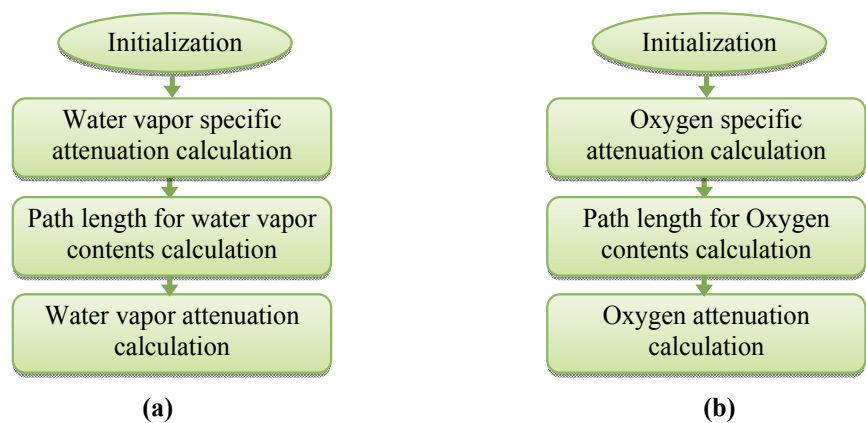 Initialization
Water vapor specific
attenuation calculation
Path length for water vapor
contents calculation
Water vapor attenuation
calculation
(a)
Initialization
Oxygen specific
attenuation calculation
Path length for Oxygen
contents calculation
Oxygen attenuation
calculation
(b)